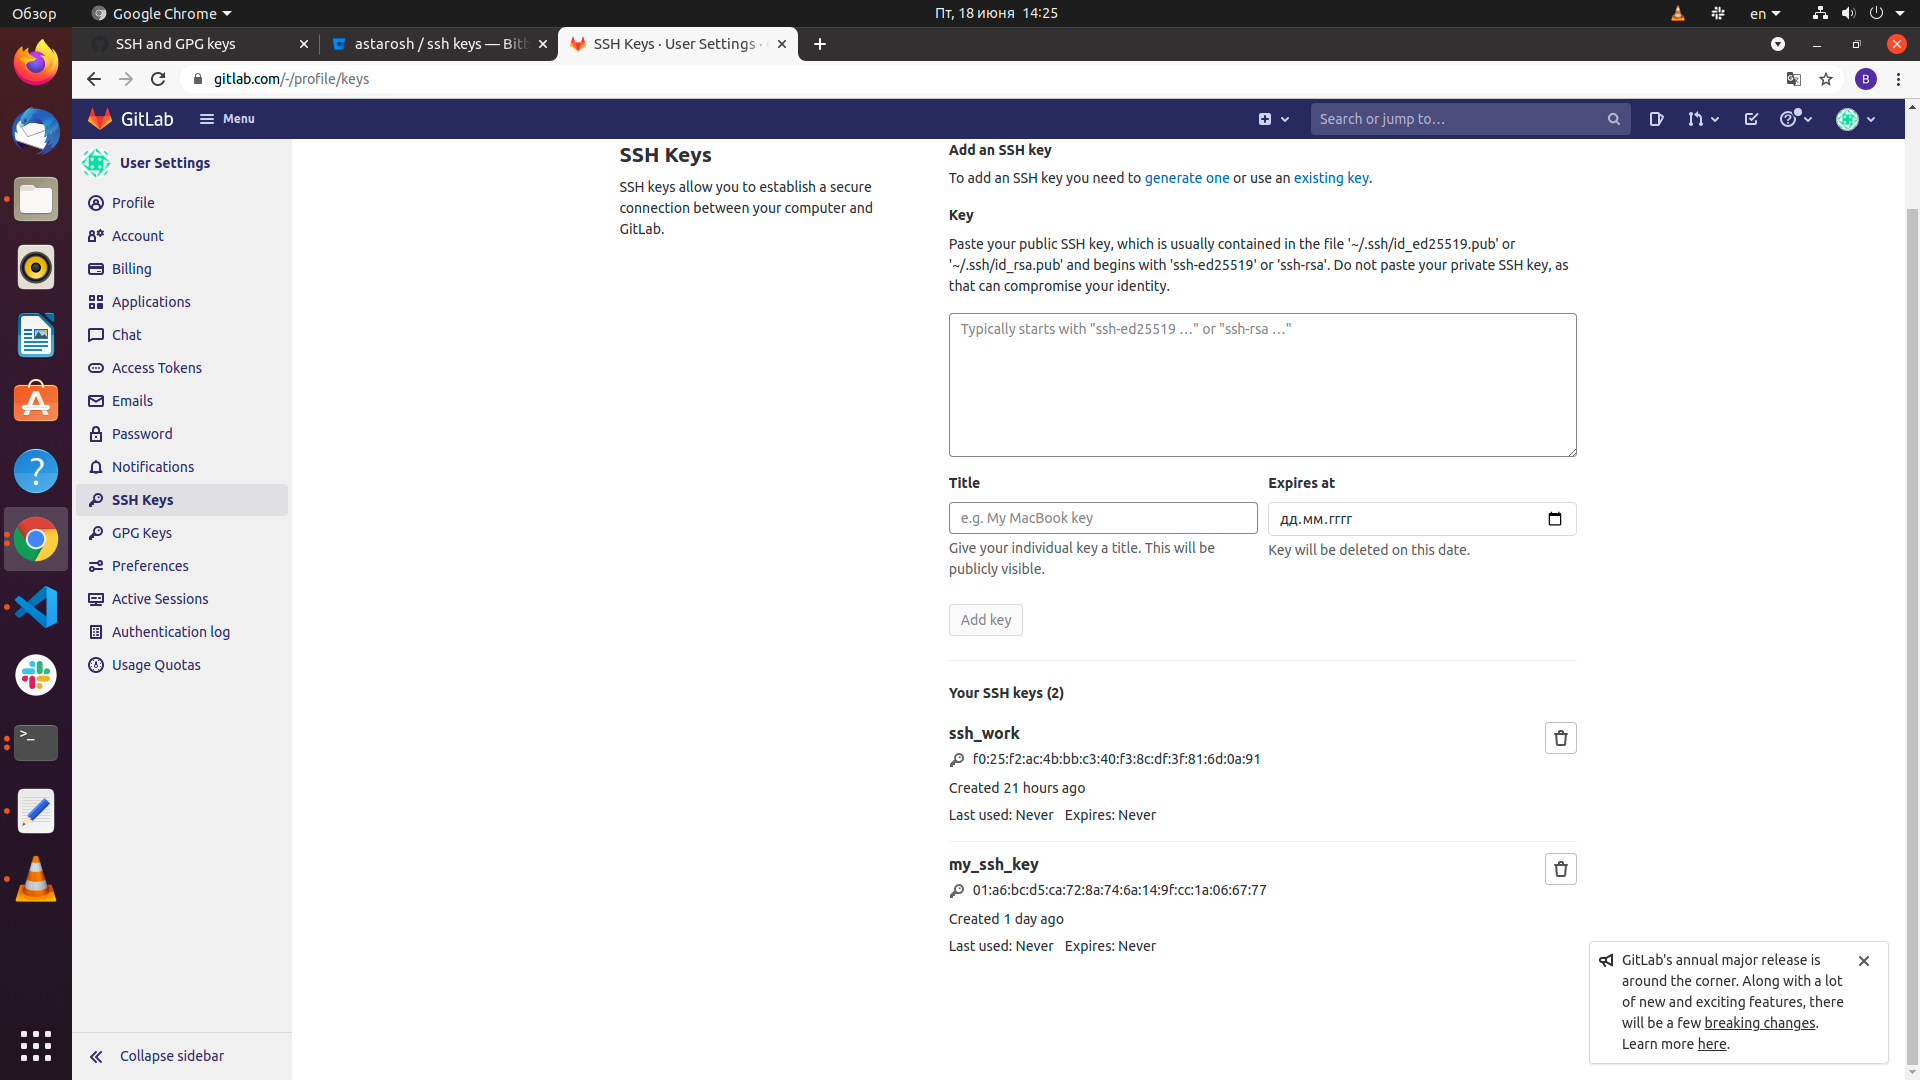 Обзор
Google Chrome
Пт, 18 июня 14:25
en
SSH and GPG keys
astarosh / ssh keys — Bitb
SSH Keys · User Settings ·
gitlab.com/-/profile/keys
B
GitLab
Menu
Search or jump to…
User Settings
Profile
Account
Billing
Applications
Chat
Access Tokens
Emails
Password
Notifications
SSH Keys
GPG Keys
Preferences
Active Sessions
Authentication log
Usage Quotas
Collapse sidebar
SSH Keys
SSH keys allow you to establish a secure
connection between your computer and
GitLab.
Add an SSH key
To add an SSH key you need to generate one or use an existing key.
Key
Paste your public SSH key, which is usually contained in the file '~/.ssh/id_ed25519.pub' or
'~/.ssh/id_rsa.pub' and begins with 'ssh-ed25519' or 'ssh-rsa'. Do not paste your private SSH key, as
that can compromise your identity.
Typically starts with "ssh-ed25519 …" or "ssh-rsa …"
Title
Expires at
e.g. My MacBook key
дд.мм.гггг
Give your individual key a title. This will be
publicly visible.
Key will be deleted on this date.
Add key
Your SSH keys (2)
ssh_work
f0:25:f2:ac:4b:bb:c3:40:f3:8c:df:3f:81:6d:0a:91
Created 21 hours ago
Last used: Never Expires: Never
my_ssh_key
01:a6:bc:d5:ca:72:8a:74:6a:14:9f:cc:1a:06:67:77
Created 1 day ago
Last used: Never Expires: Never
GitLab's annual major release is
around the corner. Along with a lot
of new and exciting features, there
will be a few breaking changes.
Learn more here.